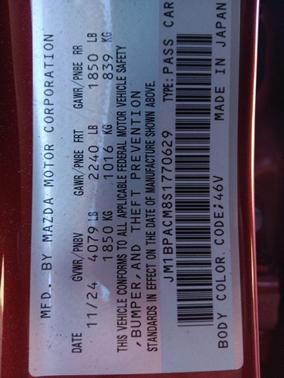 MFD. BY MAZDA MOTOR CORPORATION
DATE GVWR/PNBV GAWR/PNBE FRT GAWR/PNBE RR
11/24 4079 LB 2240 LB 1850 LB
1850 KG 1016 KG 839 KG
THIS VEHICLE CONFORMS TO ALL APPLICABLE FEDERAL MOTOR VEHICLE SAFETY
,BUMPER,AND THEFT PREVENTION
STANDARDS IN EFFECT ON THE DATE OF MANUFACTURE SHOWN ABOVE.
JM1BPACM8S1770629 TYPE:PASS CAR
BODY COLOR CODE:46V MADE IN JAPAN